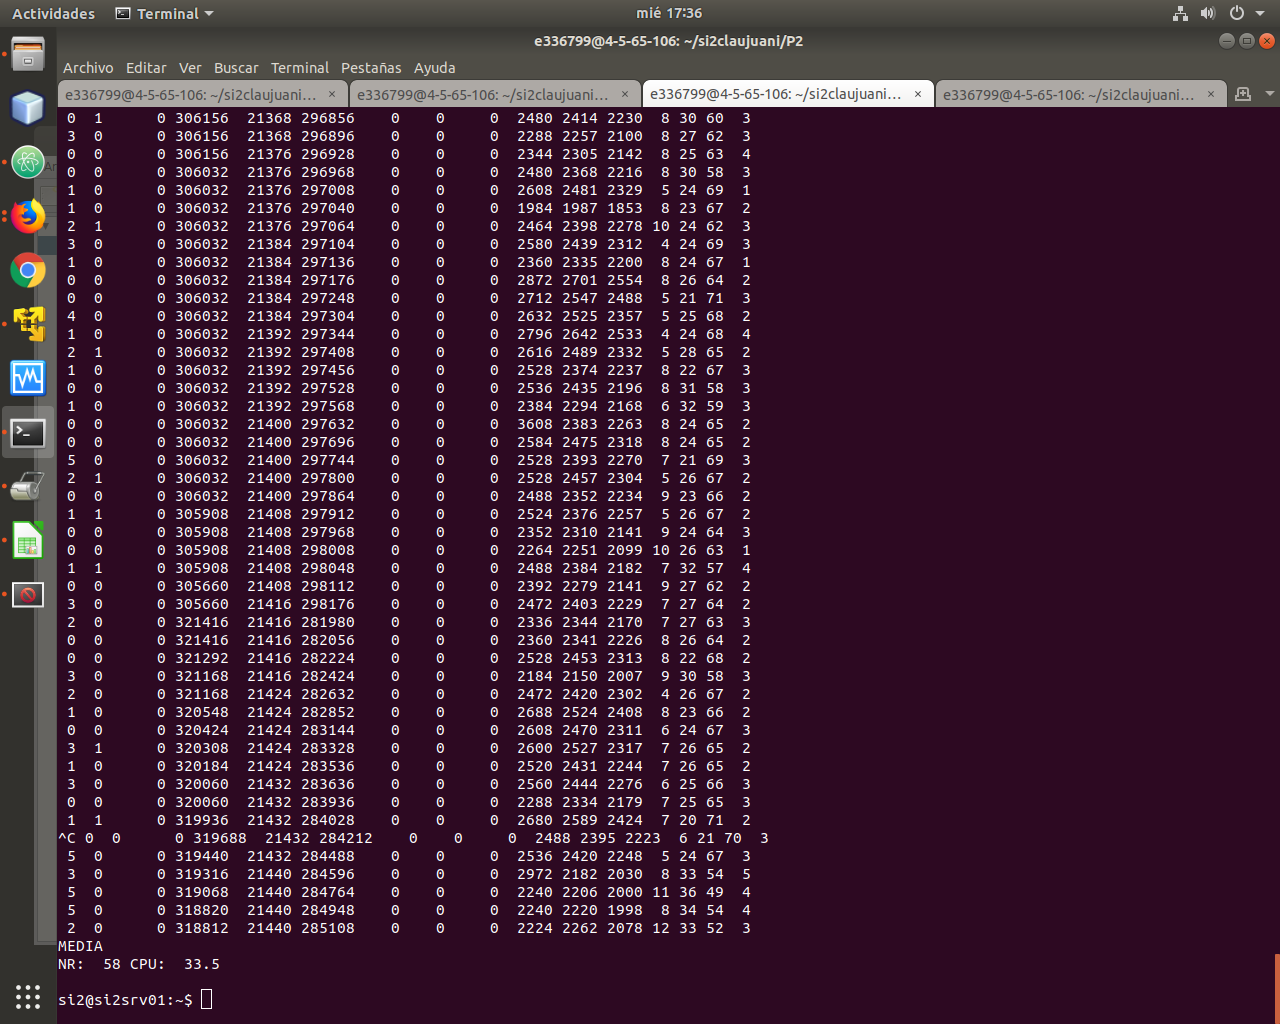 Actividades Terminal mié 17:36
e336799@4-5-65-106: ~/si2claujuani/P2
Archivo Editar Ver Buscar Terminal Pestañas Ayuda
e336799@4-5-65-106: ~/si2claujuani… × e336799@4-5-65-106: ~/si2claujuani… × e336799@4-5-65-106: ~/si2claujuani… × e336799@4-5-65-106: ~/si2claujuani… ×
0 1 0 306156 21368 296856 0 0 0 2480 2414 2230 8 30 60 3
3 0 0 306156 21368 296896 0 0 0 2288 2257 2100 8 27 62 3
0 0 0 306156 21376 296928 0 0 0 2344 2305 2142 8 25 63 4
0 0 0 306032 21376 296968 0 0 0 2480 2368 2216 8 30 58 3
1 0 0 306032 21376 297008 0 0 0 2608 2481 2329 5 24 69 1
1 0 0 306032 21376 297040 0 0 0 1984 1987 1853 8 23 67 2
2 1 0 306032 21376 297064 0 0 0 2464 2398 2278 10 24 62 3
3 0 0 306032 21384 297104 0 0 0 2580 2439 2312 4 24 69 3
1 0 0 306032 21384 297136 0 0 0 2360 2335 2200 8 24 67 1
0 0 0 306032 21384 297176 0 0 0 2872 2701 2554 8 26 64 2
0 0 0 306032 21384 297248 0 0 0 2712 2547 2488 5 21 71 3
4 0 0 306032 21384 297304 0 0 0 2632 2525 2357 5 25 68 2
1 0 0 306032 21392 297344 0 0 0 2796 2642 2533 4 24 68 4
2 1 0 306032 21392 297408 0 0 0 2616 2489 2332 5 28 65 2
1 0 0 306032 21392 297456 0 0 0 2528 2374 2237 8 22 67 3
0 0 0 306032 21392 297528 0 0 0 2536 2435 2196 8 31 58 3
1 0 0 306032 21392 297568 0 0 0 2384 2294 2168 6 32 59 3
0 0 0 306032 21400 297632 0 0 0 3608 2383 2263 8 24 65 2
0 0 0 306032 21400 297696 0 0 0 2584 2475 2318 8 24 65 2
5 0 0 306032 21400 297744 0 0 0 2528 2393 2270 7 21 69 3
2 1 0 306032 21400 297800 0 0 0 2528 2457 2304 5 26 67 2
0 0 0 306032 21400 297864 0 0 0 2488 2352 2234 9 23 66 2
1 1 0 305908 21408 297912 0 0 0 2524 2376 2257 5 26 67 2
0 0 0 305908 21408 297968 0 0 0 2352 2310 2141 9 24 64 3
0 0 0 305908 21408 298008 0 0 0 2264 2251 2099 10 26 63 1
1 1 0 305908 21408 298048 0 0 0 2488 2384 2182 7 32 57 4
0 0 0 305660 21408 298112 0 0 0 2392 2279 2141 9 27 62 2
3 0 0 305660 21416 298176 0 0 0 2472 2403 2229 7 27 64 2
2 0 0 321416 21416 281980 0 0 0 2336 2344 2170 7 27 63 3
0 0 0 321416 21416 282056 0 0 0 2360 2341 2226 8 26 64 2
0 0 0 321292 21416 282224 0 0 0 2528 2453 2313 8 22 68 2
3 0 0 321168 21416 282424 0 0 0 2184 2150 2007 9 30 58 3
2 0 0 321168 21424 282632 0 0 0 2472 2420 2302 4 26 67 2
1 0 0 320548 21424 282852 0 0 0 2688 2524 2408 8 23 66 2
0 0 0 320424 21424 283144 0 0 0 2608 2470 2311 6 24 67 3
3 1 0 320308 21424 283328 0 0 0 2600 2527 2317 7 26 65 2
1 0 0 320184 21424 283536 0 0 0 2520 2431 2244 7 26 65 2
3 0 0 320060 21432 283636 0 0 0 2560 2444 2276 6 25 66 3
0 0 0 320060 21432 283936 0 0 0 2288 2334 2179 7 25 65 3
1 1 0 319936 21432 284028 0 0 0 2680 2589 2424 7 20 71 2
^C 0 0 0 319688 21432 284212 0 0 0 2488 2395 2223 6 21 70 3
5 0 0 319440 21432 284488 0 0 0 2536 2420 2248 5 24 67 3
3 0 0 319316 21440 284596 0 0 0 2972 2182 2030 8 33 54 5
5 0 0 319068 21440 284764 0 0 0 2240 2206 2000 11 36 49 4
5 0 0 318820 21440 284948 0 0 0 2240 2220 1998 8 34 54 4
2 0 0 318812 21440 285108 0 0 0 2224 2262 2078 12 33 52 3
MEDIA
NR: 58 CPU: 33.5
si2@si2srv01:~$